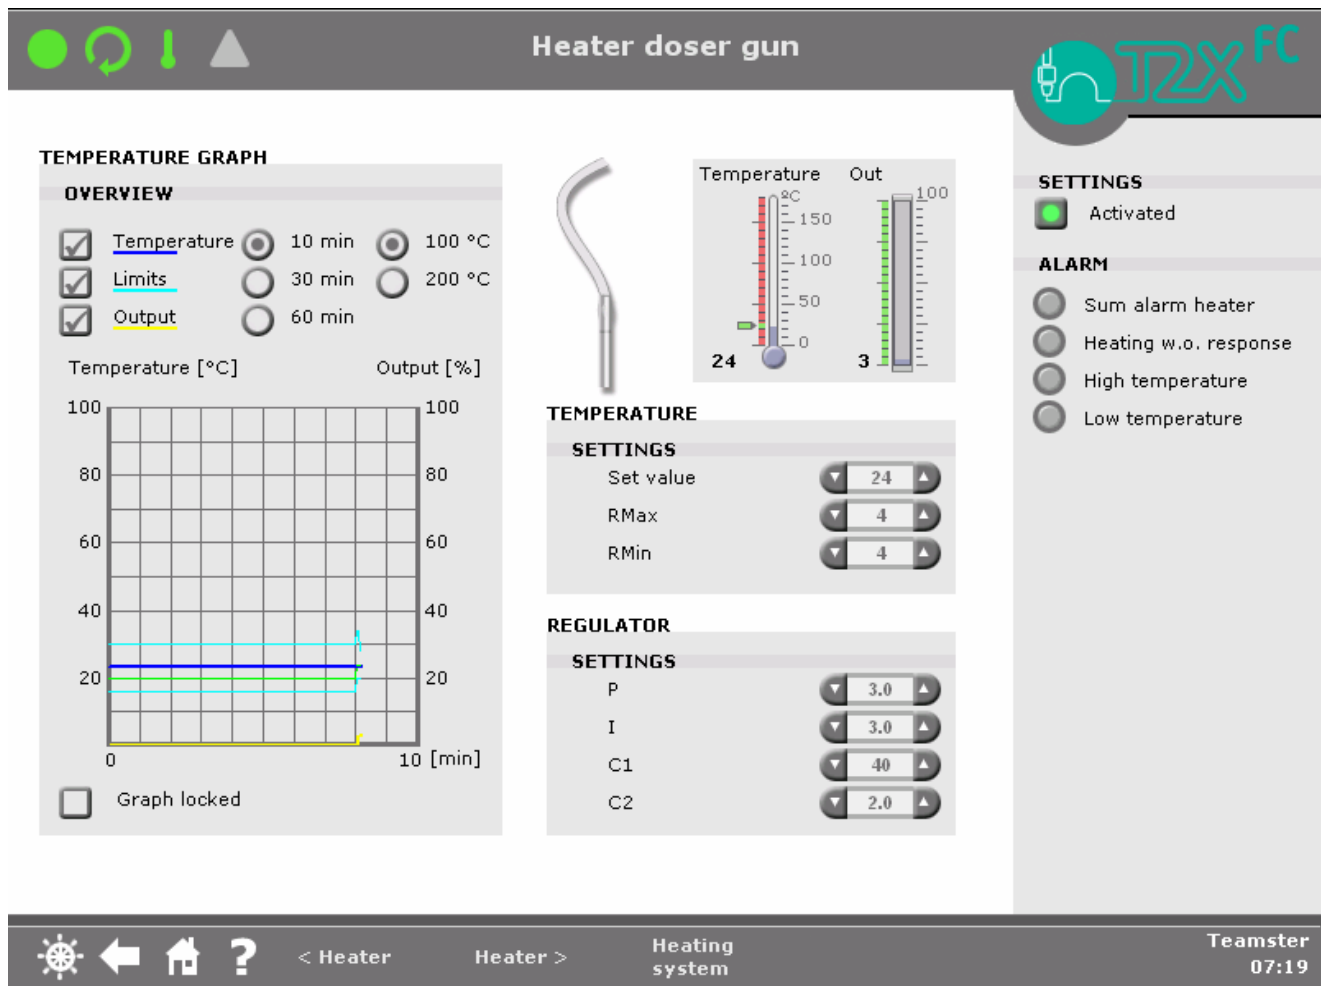 Heater doser gun
T2X FC
TEMPERATURE GRAPH
OVERVIEW
Temperature 10 min 100 °C
Limits 30 min 200 °C
Output 60 min
Temperature [°C] Output [%]
100 100
80 80
60 60
40 40
20 20
0 10 [min]
Graph locked
Temperature Out
ºC 100
150
100
50
0
24 3
TEMPERATURE
SETTINGS
Set value 24
RMax 4
RMin 4
REGULATOR
SETTINGS
P 3.0
I 3.0
C1 40
C2 2.0
SETTINGS
Activated
ALARM
Sum alarm heater
Heating w.o. response
High temperature
Low temperature
?
< Heater
Heater >
Heating
system
Teamster
07:19